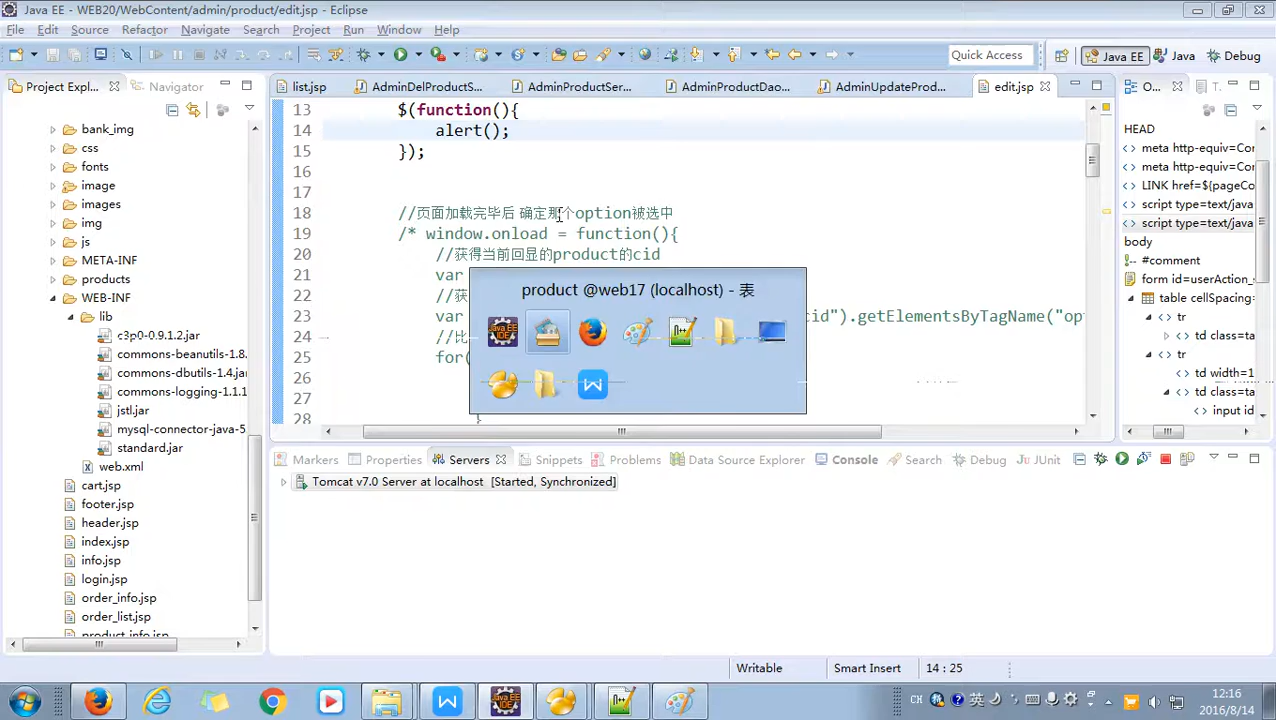 Java EE - WEB20/WebContent/admin/product/edit.jsp - Eclipse
File Edit Source Refactor Navigate Search Project Run Window Help
Quick Access
Java EE Java Debug
Project Expl... Navigator
list.jsp AdminDelProductS... AdminProductSer... AdminProductDao... AdminUpdateProd... edit.jsp
O... T...
bank_img
css
fonts
image
images
img
js
META-INF
products
WEB-INF
lib
c3p0-0.9.1.2.jar
commons-beanutils-1.8.
commons-dbutils-1.4.jar
commons-logging-1.1.1
jstl.jar
mysql-connector-java-5
standard.jar
web.xml
cart.jsp
footer.jsp
header.jsp
index.jsp
info.jsp
login.jsp
order_info.jsp
order_list.jsp
product_info.jsp
13 $(function(){
14 alert();
15 });
16
17
18 //页面加载完毕后 确定那个option被选中
19 /* window.onload = function(){
20 //获得当前回显的product的cid
21 var
22 //获
23 var cid").getElementsByTagName("op
24 //比
25 for(
26
27
28 }
product @web17 (localhost) - 表
HEAD
meta http-equiv=Cor
meta http-equiv=Cor
LINK href=${pageCo
script type=text/java
script type=text/java
body
#comment
form id=userAction_
table cellSpacing=
tr
td class=ta
tr
td width=1
td class=ta
input id
Markers Properties Servers Snippets Problems Data Source Explorer Console Search Debug JUnit
Tomcat v7.0 Server at localhost [Started, Synchronized]
Writable Smart Insert 14 : 25
CH 英 12:16
2016/8/14